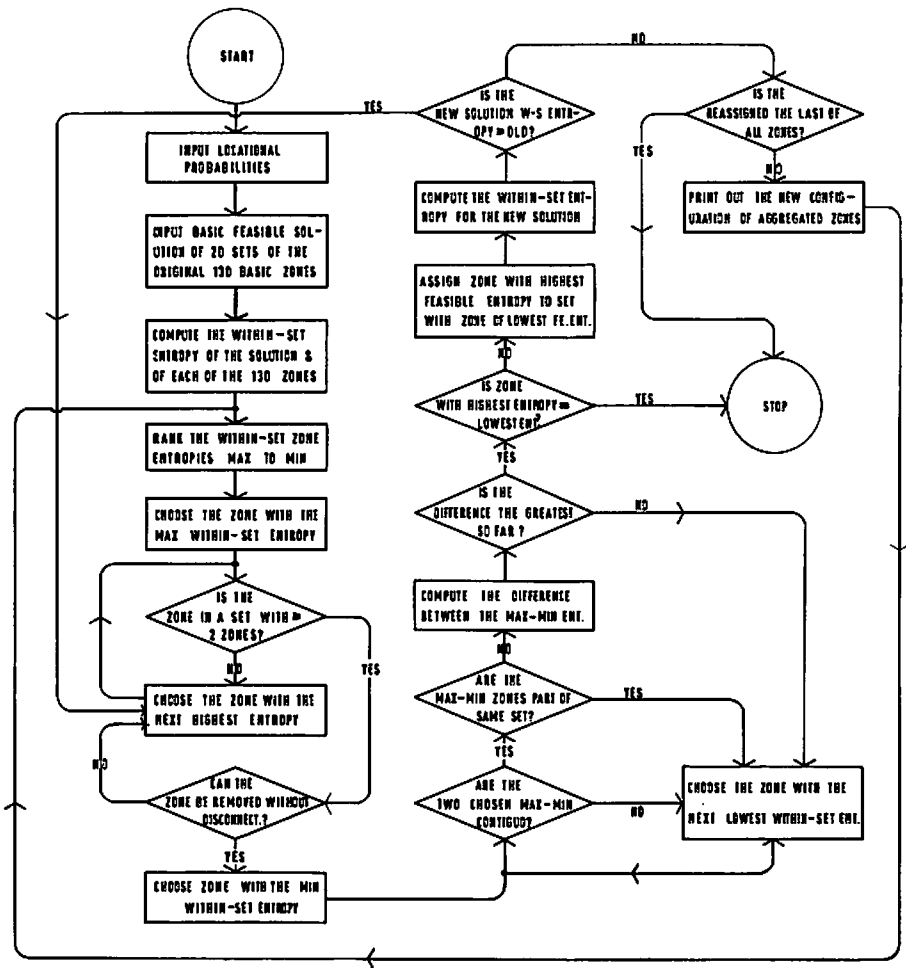 START
INPUT LOCATIONAL
PROBABILITIES
INPUT BASIC FEASIBLE SOL-
UTION OF 20 SETS OF THE
ORIGINAL 130 BASIC ZONES
COMPUTE THE WITHIN-SET
ENTROPY OF THE SOLUTION &
OF EACH OF THE 130 ZONES
RANK THE WITHIN-SET ZONE
ENTROPIES MAX TO MIN
CHOOSE THE ZONE WITH THE
MAX WITHIN-SET ENTROPY
IS THE
ZONE IN A SET WITH =
2 ZONES?
NO
YES
CHOOSE THE ZONE WITH THE
NEXT HIGHEST ENTROPY
NO
CAN THE
ZONE BE REMOVED WITHOUT
DISCONNECT.?
YES
CHOOSE ZONE WITH THE MIN
WITHIN-SET ENTROPY
ARE THE
TWO CHOSEN MAX-MIN
CONTIGUO?
NO
YES
ARE THE
MAX-MIN ZONES PART OF
SAME SET?
YES
NO
COMPUTE THE DIFFERENCE
BETWEEN THE MAX-MIN ENT.
IS THE
DIFFERENCE THE GREATEST
SO FAR ?
NO
YES
IS ZONE
WITH HIGHEST ENTROPY =
LOWEST ENT?
YES
NO
ASSIGN ZONE WITH HIGHEST
FEASIBLE ENTROPY TO SET
WITH ZONE OF LOWEST FE.ENT.
COMPUTE THE WITHIN-SET ENT-
ROPY FOR THE NEW SOLUTION
IS THE
NEW SOLUTION W-S ENTR-
OPY = OLD?
YES
NO
IS THE
REASSIGNED THE LAST OF
ALL ZONES?
YES
NO
PRINT OUT THE NEW CONFIG-
URATION OF AGGREGATED ZONES
STOP
CHOOSE THE ZONE WITH THE
NEXT LOWEST WITHIN-SET ENT.